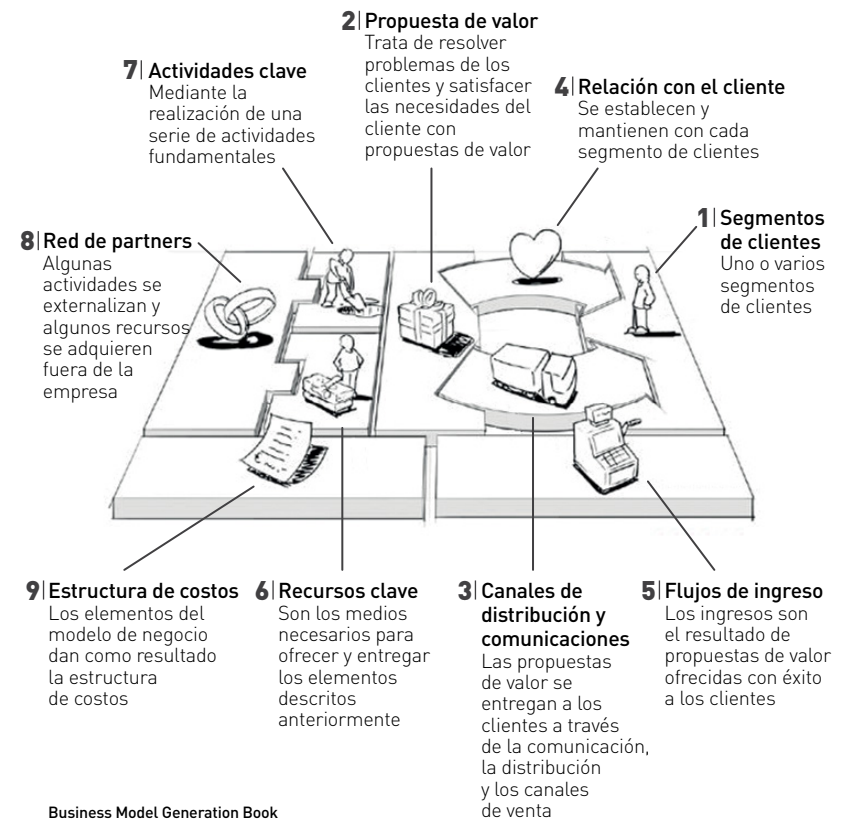 2| Propuesta de valor
Trata de resolver
problemas de los
clientes y satisfacer
las necesidades del
cliente con
propuestas de valor
7| Actividades clave
Mediante la
realización de una
serie de actividades
fundamentales
4| Relación con el cliente
Se establecen y
mantienen con cada
segmento de clientes
1| Segmentos
de clientes
Uno o varios
segmentos
de clientes
8| Red de partners
Algunas
actividades se
externalizan y
algunos recursos
se adquieren
fuera de la
empresa
9| Estructura de costos
Los elementos del
modelo de negocio
dan como resultado
la estructura
de costos
6| Recursos clave
Son los medios
necesarios para
ofrecer y entregar
los elementos
descritos
anteriormente
3| Canales de
distribución y
comunicaciones
Las propuestas
de valor se
entregan a los
clientes a través
de la comunicación,
la distribución
y los canales
de venta
5| Flujos de ingreso
Los ingresos son
el resultado de
propuestas de valor
ofrecidas con éxito
a los clientes
Business Model Generation Book